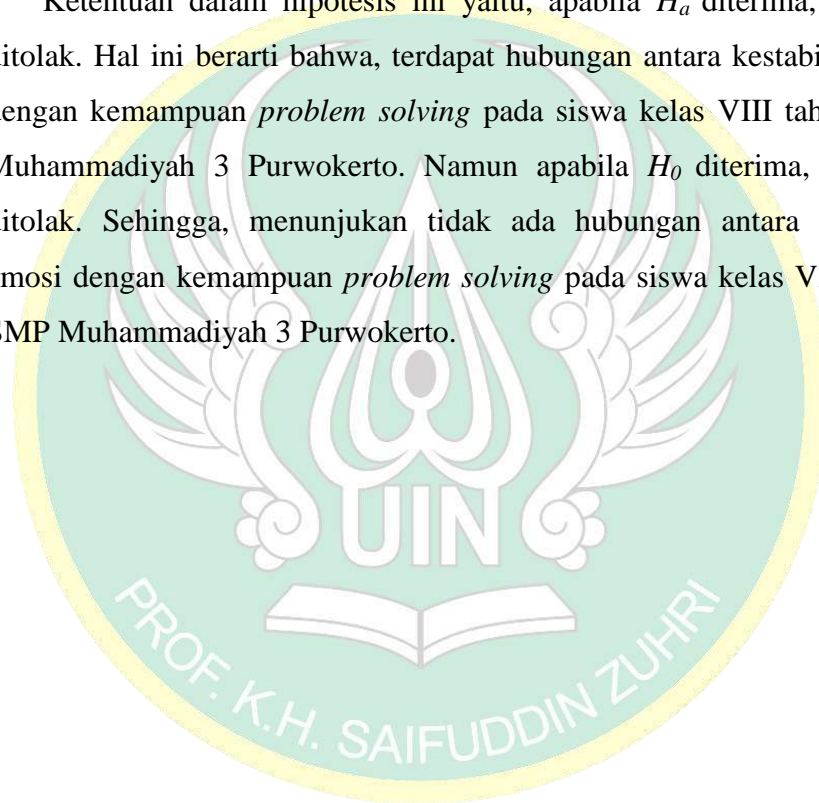 Ketentuan dalam hipotesis ini yaitu, apabila Ha diterima,
ditolak. Hal ini berarti bahwa, terdapat hubungan antara kestabi
dengan kemampuan problem solving pada siswa kelas VIII tah
Muhammadiyah 3 Purwokerto. Namun apabila H0 diterima,
ditolak. Sehingga, menunjukan tidak ada hubungan antara
emosi dengan kemampuan problem solving pada siswa kelas V
SMP Muhammadiyah 3 Purwokerto.
UIN
PROF. K.H. SAIFUDDIN ZUHRI